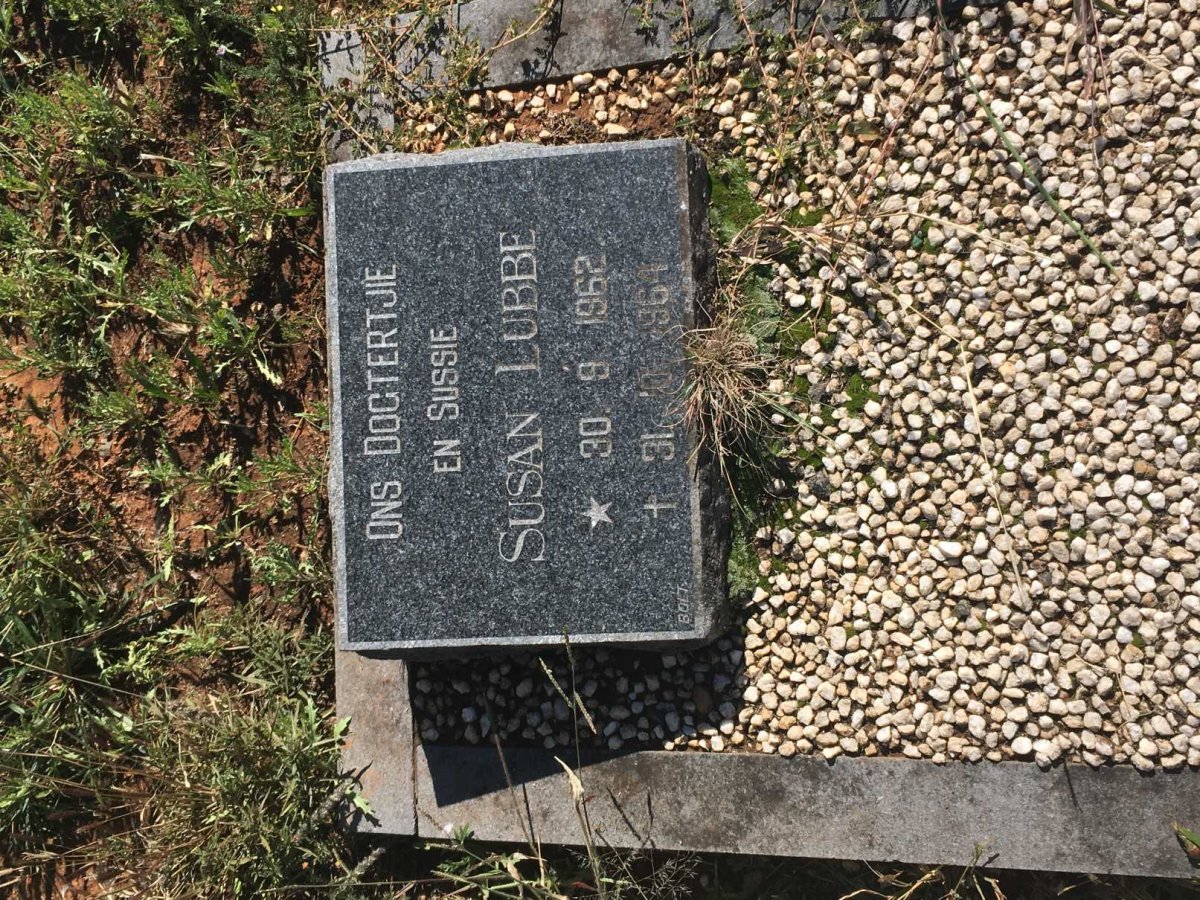 ONS DOCTERTJIE
EN SUSSIE
SUSAN LUBBE
★ 30. 9. 1962
† 31. 10. 1964